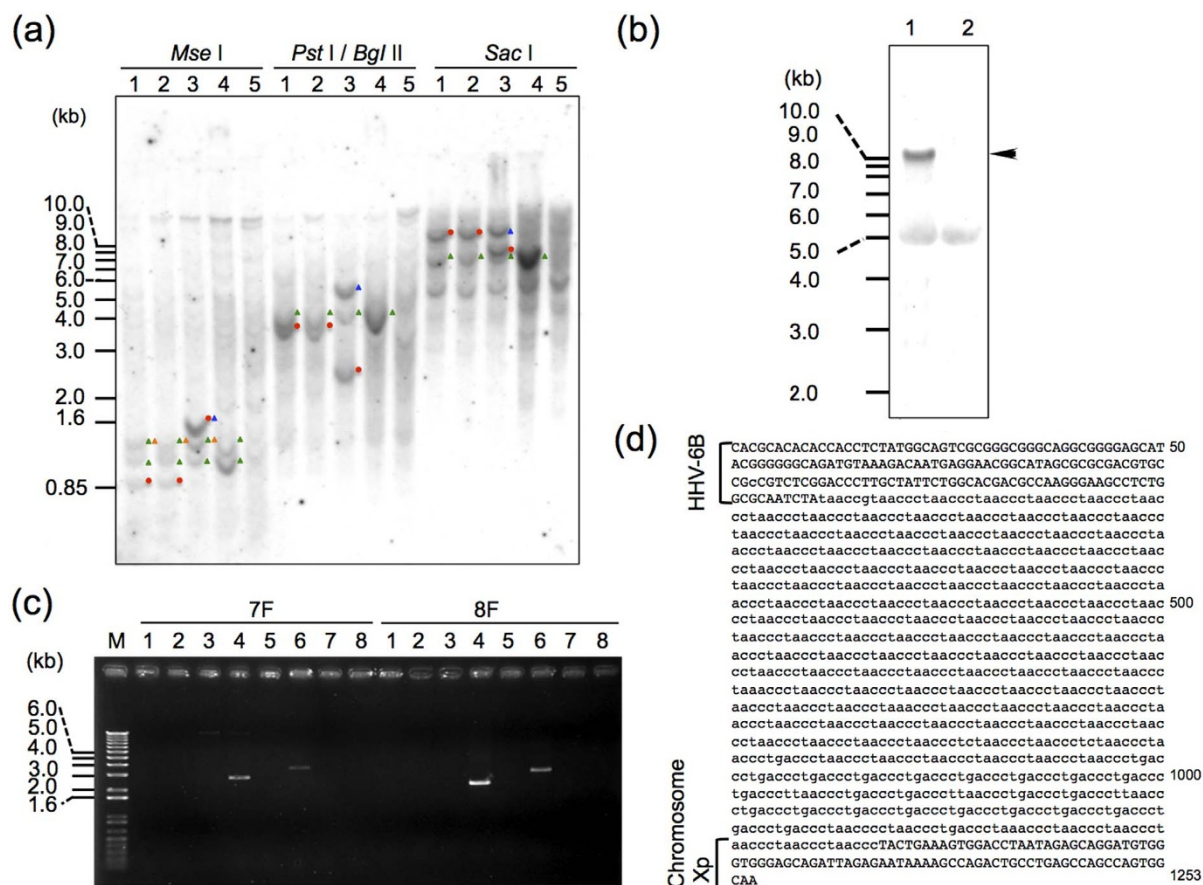 (a)
Mse I Pst I / Bgl II Sac I
1 2 3 4 5 1 2 3 4 5 1 2 3 4 5
(kb)
10.0
9.0
8.0
7.0
6.0
5.0
4.0
3.0
2.0
1.6
0.85
(b)
1 2
(kb)
10.0
9.0
8.0
7.0
6.0
5.0
4.0
3.0
2.0
(c)
7F 8F
M 1 2 3 4 5 6 7 8 1 2 3 4 5 6 7 8
(kb)
6.0
5.0
4.0
3.0
2.0
1.6
(d)
HHV-6B
CACGCACACACCACCTCTATGGCAGTCGCGGGCGGGCAGGCGGGGAGCAT 50
ACGGGGGGCAGATGTAAAGACAATGAGGAACGGCATAGCGCGCGACGTGC
CGcCGTCTCGGACCCTTGCTATTCTGGCACGACGCCAAGGGAAGCCTCTG
GCGCAATCTAtaaccgtaaccctaaccctaaccctaaccctaaccctaac
cctaaccctaaccctaaccctaaccctaaccctaaccctaaccctaaccc
taaccctaaccctaaccctaaccctaaccctaaccctaaccctaacccta
accctaaccctaaccctaaccctaaccctaaccctaaccctaaccctaac
cctaaccctaaccctaaccctaaccctaaccctaaccctaaccctaaccc
taaccctaaccctaaccctaaccctaaccctaaccctaaccctaacccta
accctaaccctaaccctaaccctaaccctaaccctaaccctaaccctaac 500
cctaaccctaaccctaaccctaaccctaaccctaaccctaaccctaaccc
taaccctaaccctaaccctaaccctaaccctaaccctaaccctaacccta
accctaaccctaaccctaaccctaaccctaaccctaaccctaaccctaac
cctaaccctaaccctaaccctaaccctaaccctaaccctaaccctaaccc
taaaccctaaccctaaccctaaccctaaccctaaccctaaccctaaccct
aaccctaaccctaaccctaaccctaaccctaaccctaaccctaaccctaa
accctaaccctaaccctaaccctaaccctaaccctaaccctaaccctaac
cctaaccctaaccctaaccctaaccctaaccctaaccctctaaccctaa
accctgaccctaaccctaaccctaaccctaaccctaaccctaaccctgac
cctgaccctgaccctgaccctgaccctgaccctgaccctgaccctgaccc 1000
tgacccttaaccctgaccctgacccttaaccctgaccctgacccttaacc
ctgaccctgaccctgaccctgaccctgaccctgaccctgaccctgaccct
gaccctgaccctaaccctaaccctgaccctaaaccctaaccctaaccct
Chromosome
Xp
aaccctaaccctaaccctTACTGAAAGTGGACCTAATAGAGCAGGATGTGG
GTGGGAGCAGATTAGAGAATAAAAGCCAGACTGCCTGAGCCAGCCAGTGG
CAA 1253